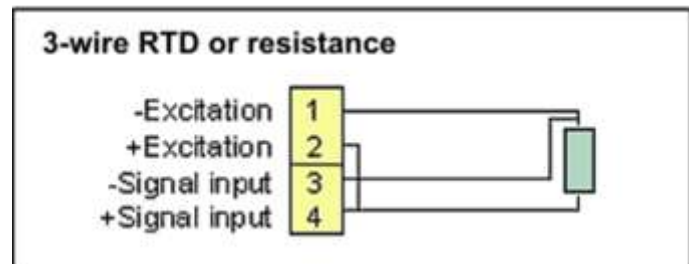 3-wire RTD or resistance
-Excitation 1
+Excitation 2
-Signal input 3
+Signal input 4